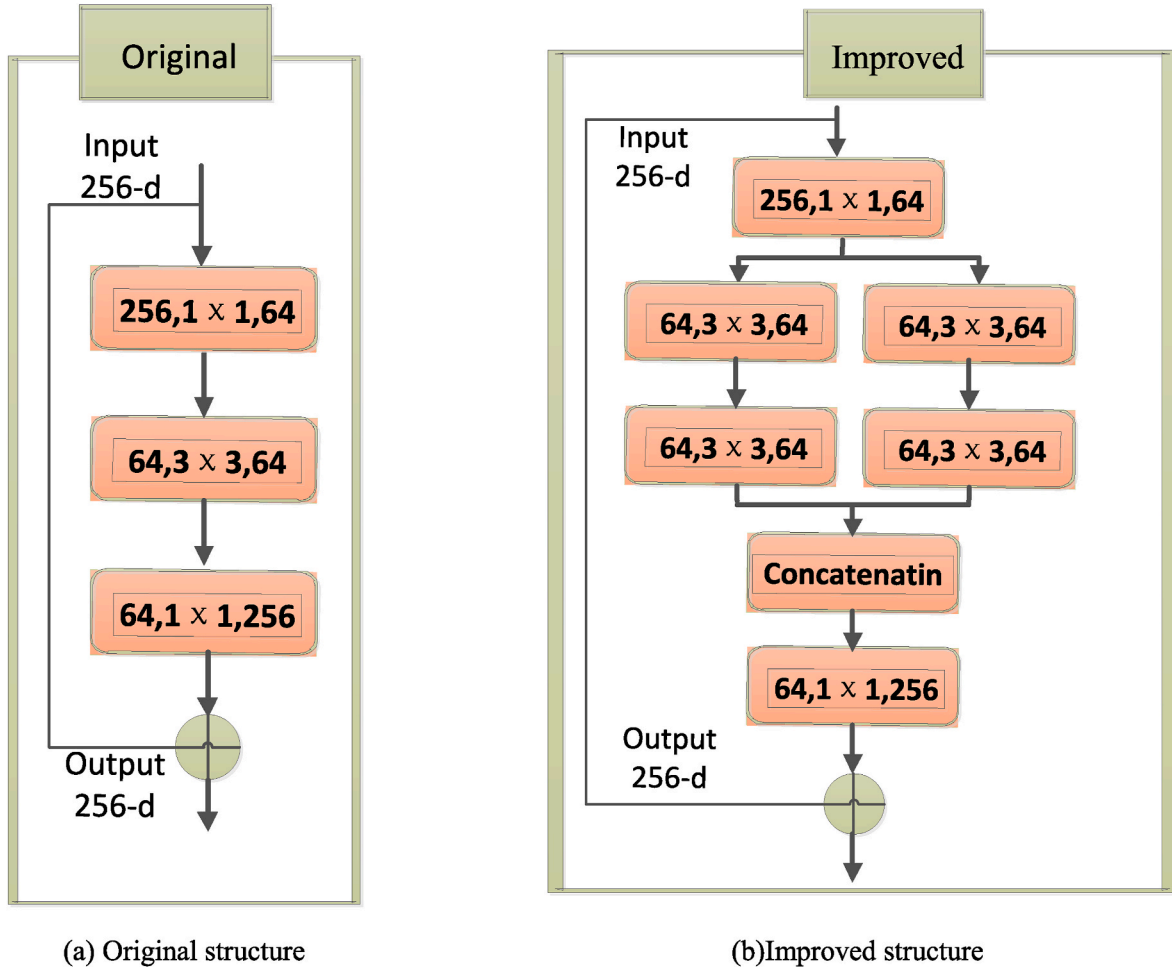 Original
Input
256-d
256,1 x 1,64
64,3 x 3,64
64,1 x 1,256
Output
256-d
(a) Original structure
Improved
Input
256-d
256,1 x 1,64
64,3 x 3,64
64,3 x 3,64
64,3 x 3,64
64,3 x 3,64
Concatenatin
64,1 x 1,256
Output
256-d
(b)Improved structure